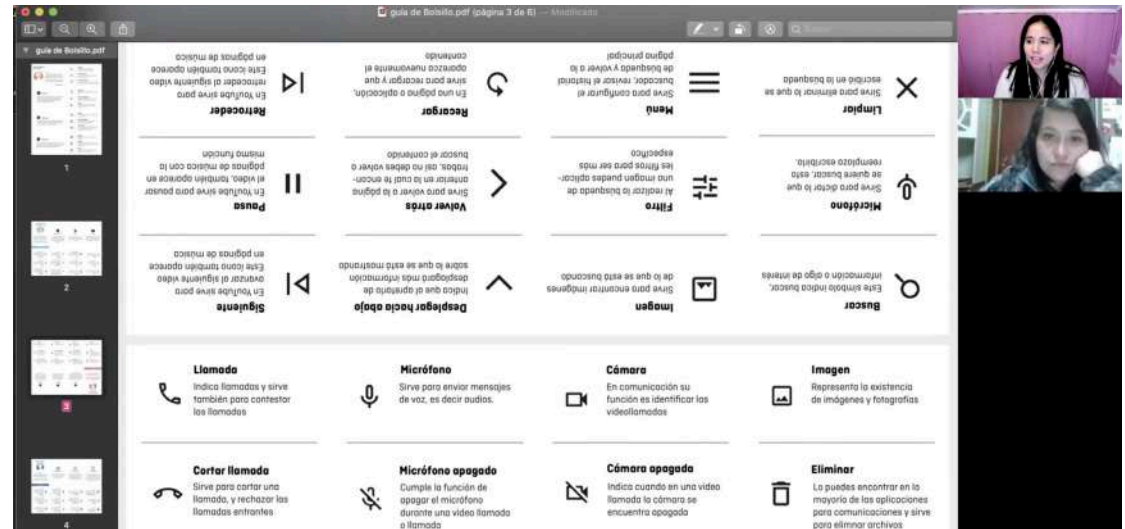 guia de Bolsillo.pdf (página 3 de 6) — Modificado
guia de Bolsillo.pdf
1
2
3
4
Buscar
Este símbolo indica buscar,
información o algo de interés
Imagen
Sirve para encontrar imágenes
de lo que se está buscando
Desplegar hacia abajo
Indica que al apretarlo de
desplegará más información
sobre lo que se está mostrando
Siguiente
En YouTube sirve para
avanzar al siguiente video
Este icono también aparece
en páginas de música
Micrófono
Sirve para dictar lo que
se quiere buscar, esto
reemplaza escribirlo.
Filtro
Al realizar la búsqueda de
una imagen puedes aplicar-
les filtros para ser más
específico
Volver atrás
Sirve para volver a la página
anterior en la cual te encon-
trabas, así no debes volver a
buscar el contenido
Pausa
En YouTube sirve para pausar
el video, también aparece en
páginas de música con la
misma función
Limpiar
Sirve para eliminar lo que se
escribió en la búsqueda
Menú
Sirve para configurar el
buscador, revisar el historial
de búsqueda y volver a la
página principal
Recargar
En una página o aplicación,
sirve para recargar y que
aparezca nuevamente el
contenido
Retroceder
En YouTube sirve para
retroceder al siguiente video
Este icono también aparece
en páginas de música
Llamada
Indica llamadas y sirve
también para contestar
las llamadas
Micrófono
Sirve para enviar mensajes
de voz, es decir audios.
Cámara
En comunicación su
función es identificar las
videollamadas
Imagen
Representa la existencia
de imágenes y fotografías
Cortar llamada
Sirve para cortar una
llamada, y rechazar las
llamadas entrantes
Micrófono apagado
Cumple la función de
apagar el micrófono
durante una video llamada
o llamada
Cámara apagada
Indica cuando en una video
llamada la cámara se
encuentra apagada
Eliminar
Lo puedes encontrar en la
mayoría de las aplicaciones
para comunicaciones y sirve
para elimnar archivos